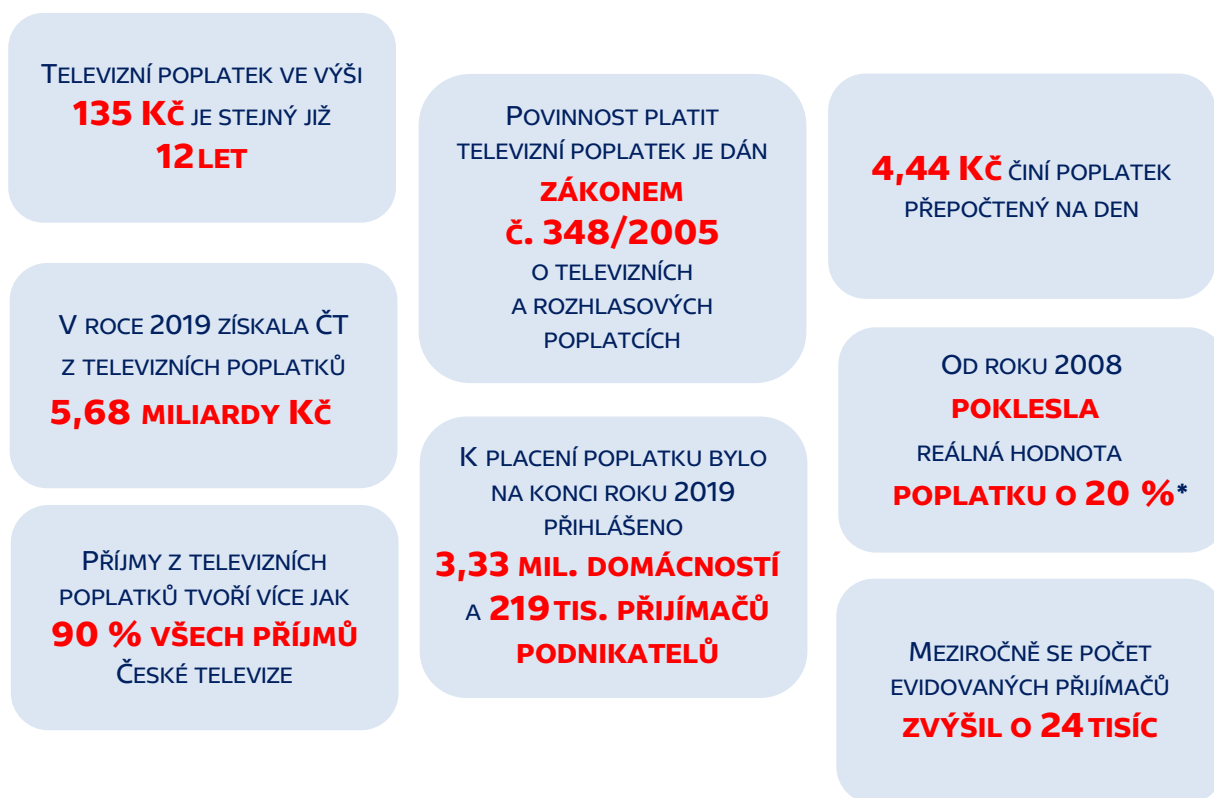 Televizní poplatek ve výši
135 Kč je stejný již
12 let
V roce 2019 získala ČT
z televizních poplatků
5,68 miliardy Kč
Příjmy z televizních
poplatků tvoří více jak
90 % všech příjmů
České televize
Povinnost platit
televizní poplatek je dán
zákonem
č. 348/2005
o televizních
a rozhlasových
poplatcích
K placení poplatku bylo
na konci roku 2019
přihlášeno
3,33 mil. domácností
a 219 tis. přijímačů
podnikatelů
4,44 Kč činí poplatek
přepočtený na den
Od roku 2008
poklesla
reálná hodnota
poplatku o 20 %*
Meziročně se počet
evidovaných přijímačů
zvýšil o 24 tisíc